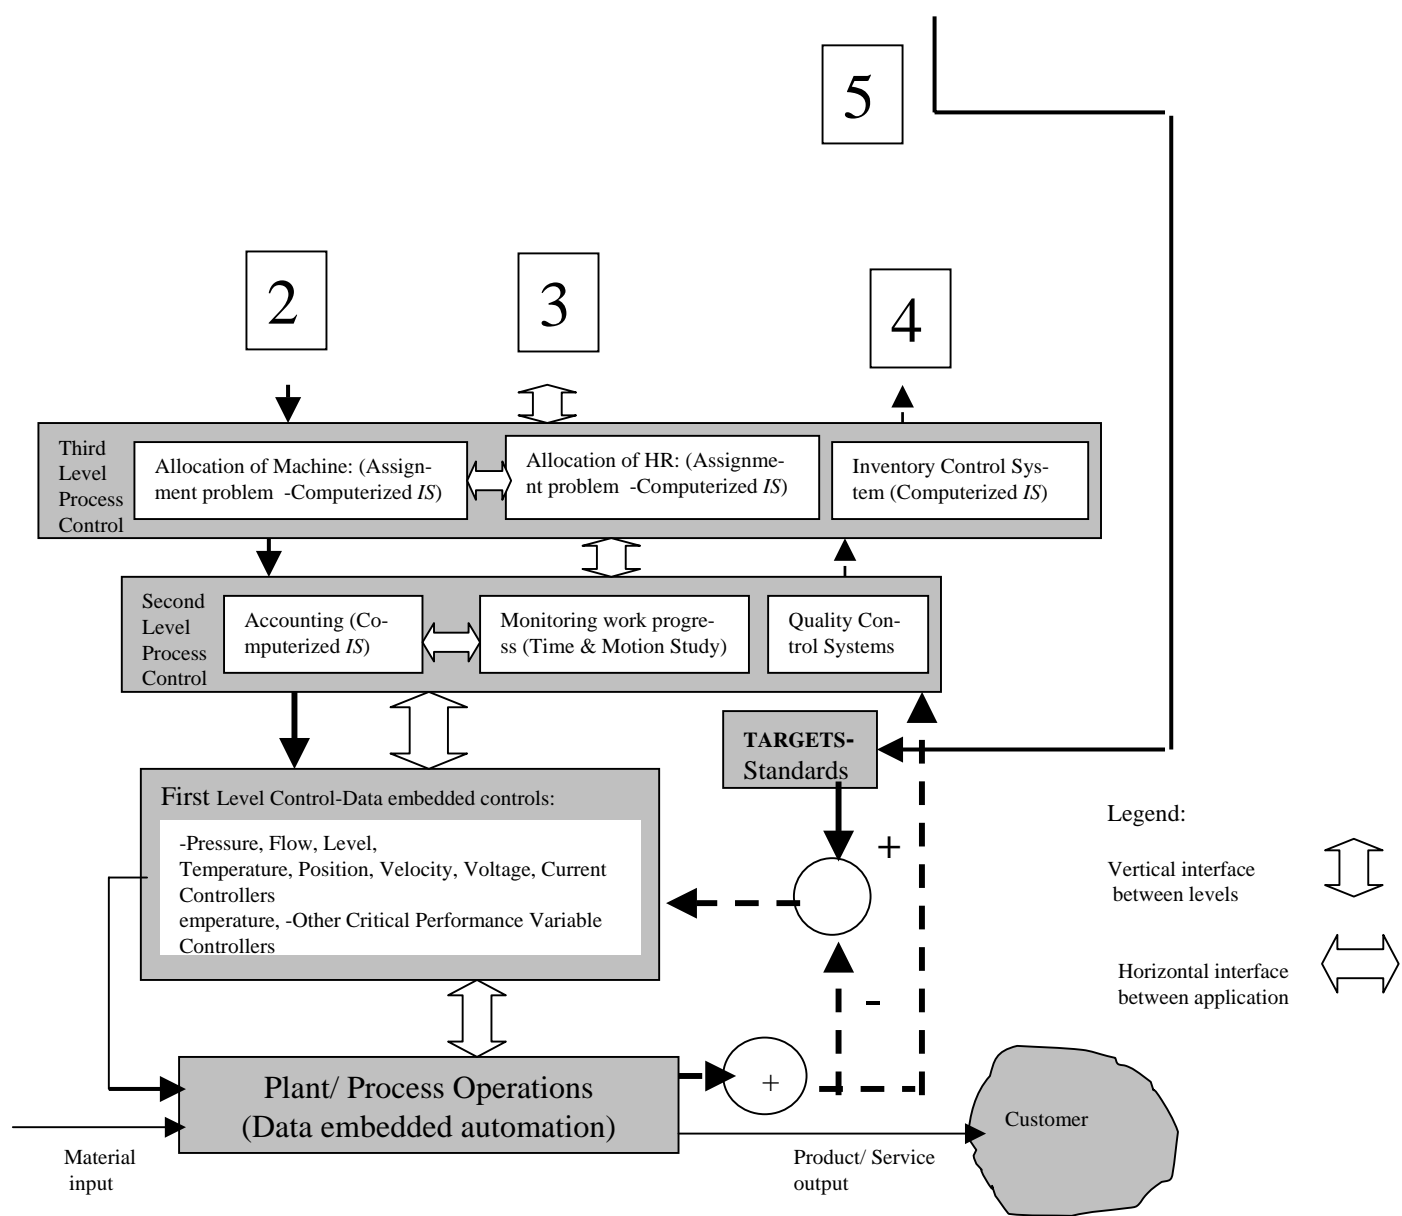 5
2
3
4
Third
Level
Process
Control
Allocation of Machine: (Assign-
ment problem  -Computerized IS)
Allocation of HR: (Assignme-
nt problem  -Computerized IS)
Inventory Control Sys-
tem (Computerized IS)
Second
Level
Process
Control
Accounting (Co-
mputerized IS)
Monitoring work progre-
ss (Time & Motion Study)
Quality Con-
trol Systems
TARGETS-
Standards
First Level Control-Data embedded controls:
-Pressure, Flow, Level,
Temperature, Position, Velocity, Voltage, Current
Controllers
emperature, -Other Critical Performance Variable
Controllers
+
-
Legend:
Vertical interface
between levels
Horizontal interface
between application
Plant/ Process Operations
(Data embedded automation)
+
Customer
Material
input
Product/ Service
output